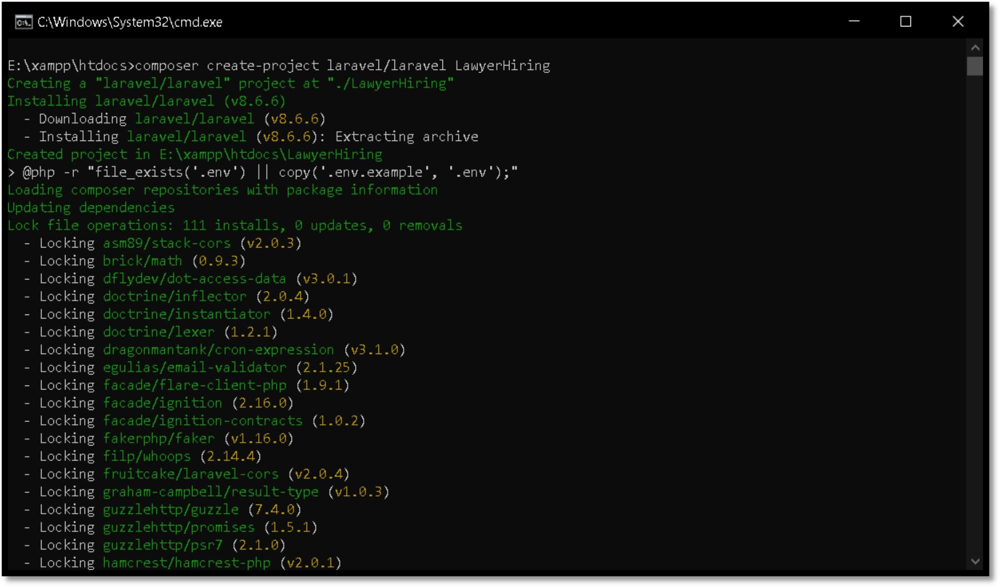 C:\Windows\System32\cmd.exe
E:\xampp\htdocs>composer create-project laravel/laravel LawyerHiring
Creating a "laravel/laravel" project at "./LawyerHiring"
Installing laravel/laravel (v8.6.6)
  - Downloading laravel/laravel (v8.6.6)
  - Installing laravel/laravel (v8.6.6): Extracting archive
Created project in E:\xampp\htdocs\LawyerHiring
> @php -r "file_exists('.env') || copy('.env.example', '.env');"
Loading composer repositories with package information
Updating dependencies
Lock file operations: 111 installs, 0 updates, 0 removals
  - Locking asm89/stack-cors (v2.0.3)
  - Locking brick/math (0.9.3)
  - Locking dflydev/dot-access-data (v3.0.1)
  - Locking doctrine/inflector (2.0.4)
  - Locking doctrine/instantiator (1.4.0)
  - Locking doctrine/lexer (1.2.1)
  - Locking dragonmantank/cron-expression (v3.1.0)
  - Locking egulias/email-validator (2.1.25)
  - Locking facade/flare-client-php (1.9.1)
  - Locking facade/ignition (2.16.0)
  - Locking facade/ignition-contracts (1.0.2)
  - Locking fakerphp/faker (v1.16.0)
  - Locking filp/whoops (2.14.4)
  - Locking fruitcake/laravel-cors (v2.0.4)
  - Locking graham-campbell/result-type (v1.0.3)
  - Locking guzzlehttp/guzzle (7.4.0)
  - Locking guzzlehttp/promises (1.5.1)
  - Locking guzzlehttp/psr7 (2.1.0)
  - Locking hamcrest/hamcrest-php (v2.0.1)